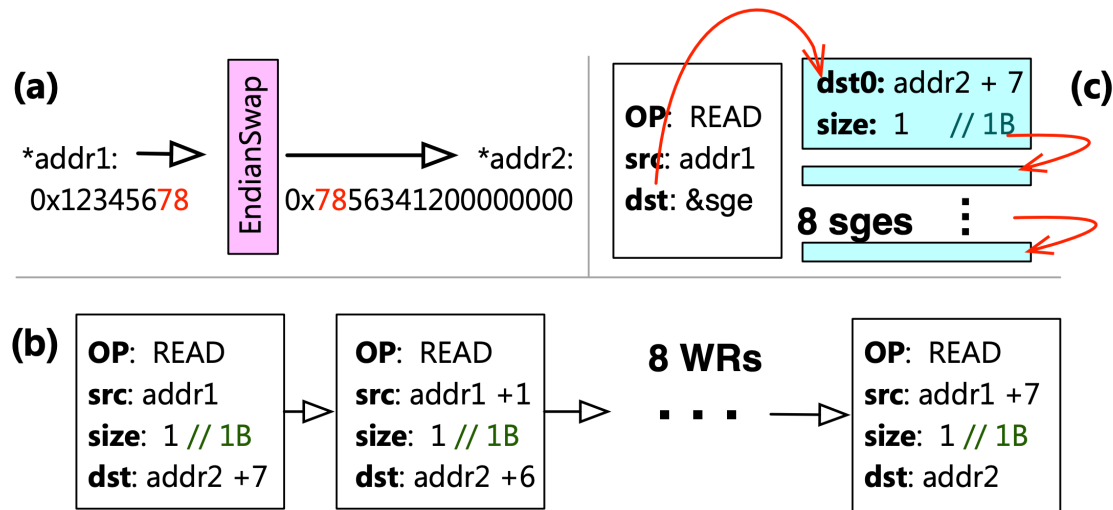 (a)
*addr1:
0x12345678
EndianSwap
*addr2:
0x7856341200000000
OP: READ
src: addr1
dst: &sge
dst0: addr2 + 7
size: 1 // 1B
8 sges
(c)
(b)
OP: READ
src: addr1
size: 1 // 1B
dst: addr2 +7
OP: READ
src: addr1 +1
size: 1 // 1B
dst: addr2 +6
8 WRs
OP: READ
src: addr1 +7
size: 1 // 1B
dst: addr2